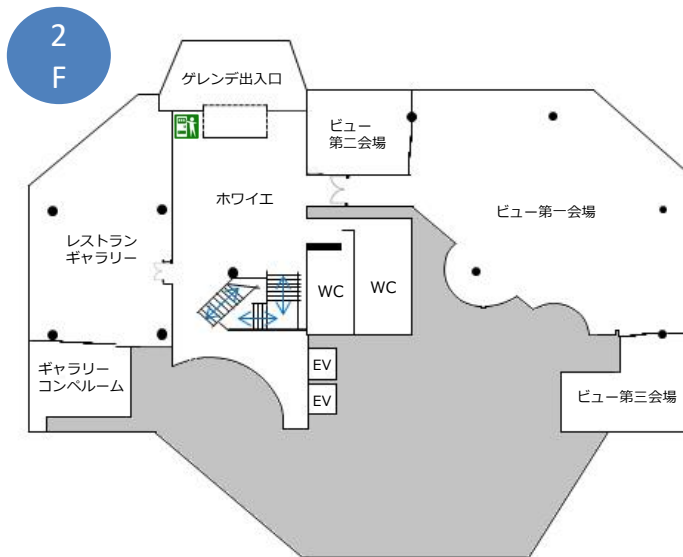 2
F
ゲレンデ出入口
ビュー
第二会場
ホワイエ
ビュー第一会場
レストラン
ギャラリー
WC
WC
ギャラリー
コンペルーム
EV
EV
ビュー第三会場